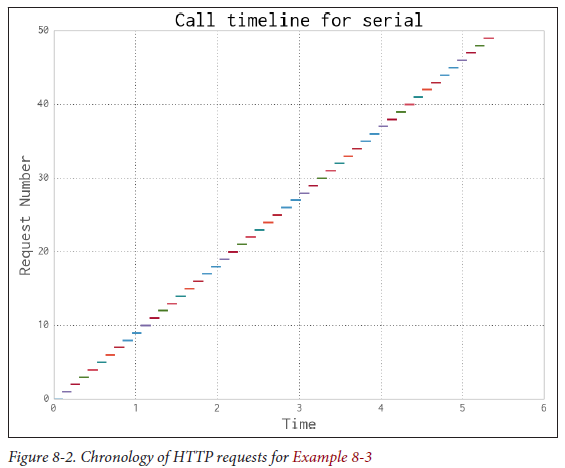 Call timeline for serial
50
40
30
20
10
0
Request Number
0 1 2 3 4 5 6
Time
Figure 8-2. Chronology of HTTP requests for Example 8-3